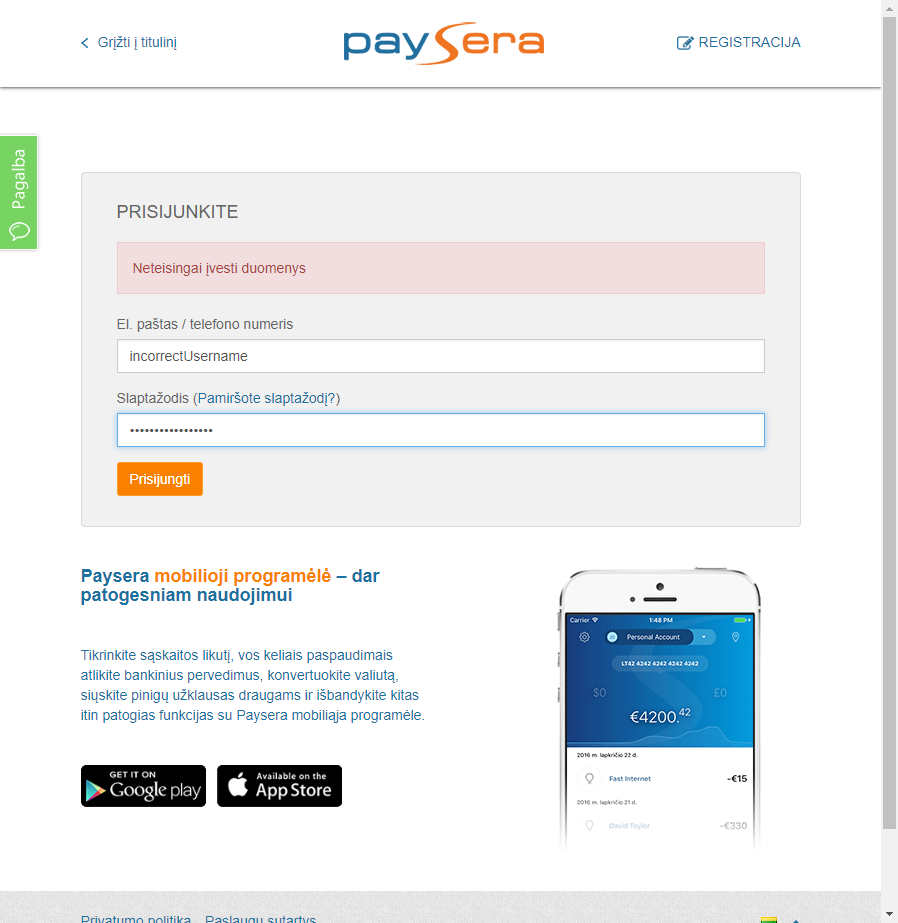 Grįžti į titulinį
paysera
REGISTRACIJA
Pagalba
PRISIJUNKITE
Neteisingai įvesti duomenys
El. paštas / telefono numeris
incorrectUsername
Slaptažodis (Pamiršote slaptažodį?)
Prisijungti
Paysera mobilioji programėlė – dar
patogesniam naudojimui
Tikrinkite sąskaitos likutį, vos keliais paspaudimais
atlikite bankinius pervedimus, konvertuokite valiutą,
siųskite pinigų užklausas draugams ir išbandykite kitas
itin patogias funkcijas su Paysera mobiliąja programėle.
GET IT ON
Google play
Available on the
App Store
Carrier 1:48 PM
Personal Account
LT42 4242 4242 4242 4242
$0 £0
€4200.42
2016 m. lapkričio 22 d.
Fast Internet -€15
2016 m. lapkričio 21 d.
David Taylor -€330
Privatumo politika Paslaugų sutartys